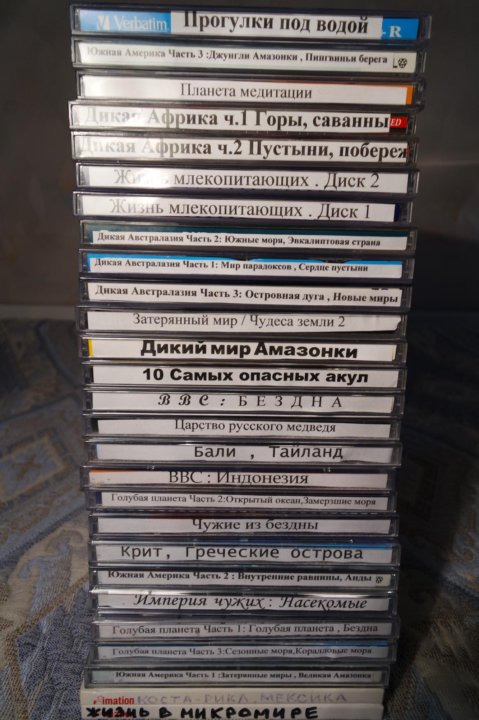 Verbatim Прогулки под водой -R
Южная Америка Часть 3 :Джунгли Амазонки , Пингвиньи берега
Планета медитации
Дикая Африка ч.1 Горы, саванны
Дикая Африка ч.2 Пустыни, побереж
Жизнь млекопитающих . Диск 2
Жизнь млекопитающих . Диск 1
Дикая Австралазия Часть 2: Южные моря, Эвкалиптовая страна
Дикая Австралазия Часть 1: Мир парадоксов , Сердце пустыни
Дикая Австралазия Часть 3: Островная дуга , Новые миры
Затерянный мир / Чудеса земли 2
Дикий мир Амазонки
10 Самых опасных акул
BBC : БЕЗДНА
Царство русского медведя
Бали , Тайланд
BBC : Индонезия
Голубая планета Часть 2:Открытый океан,Замерзшие моря
Чужие из бездны
Крит, Греческие острова
Южная Америка Часть 2 : Внутренние равнины, Анды
Империя чужих : Насекомые
Голубая планета Часть 1: Голубая планета , Бездна
Голубая планета Часть 3:Сезонные моря,Коралловые моря
Южная Америка Часть 1 :Затерянные миры , Великая Амазонка
imation КОСТА-РИКА, МЕКСИКА
ЖИЗНЬ В МИКРОМИРЕ